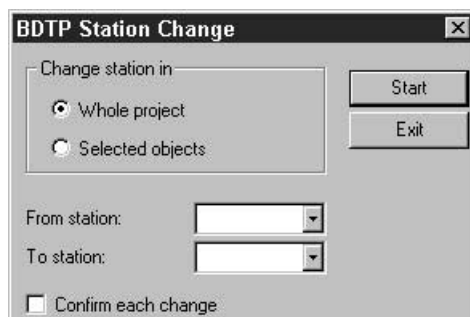 BDTP Station Change
Change station in
Whole project
Selected objects
Start
Exit
From station:
To station:
Confirm each change